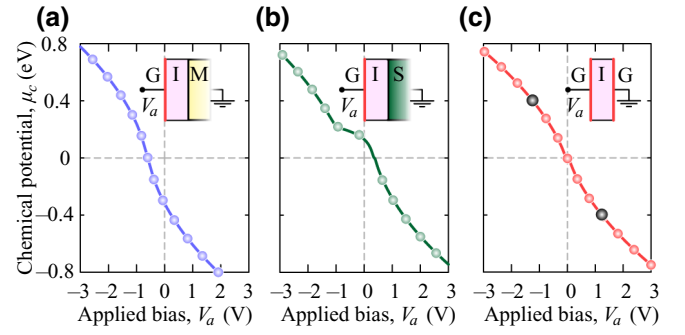 (a) (b) (c)
Chemical potential, μc (eV)
0.8
0.4
0
−0.4
−0.8
G I M
Va
G I S
Va
G I G
Va
−3 −2 −1 0 1 2 3
−3 −2 −1 0 1 2 3
−3 −2 −1 0 1 2 3
Applied bias, Va (V)
Applied bias, Va (V)
Applied bias, Va (V)